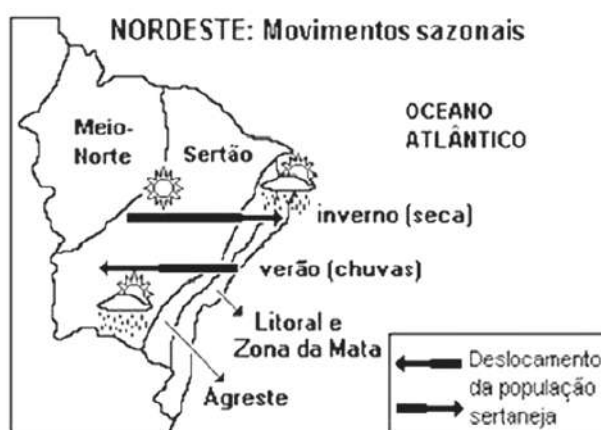 NORDESTE: Movimentos sazonais
Meio-
Norte
Sertão
OCEANO
ATLÂNTICO
inverno (seca)
verão (chuvas)
Litoral e
Zona da Mata
Agreste
Deslocamento
da população
sertaneja